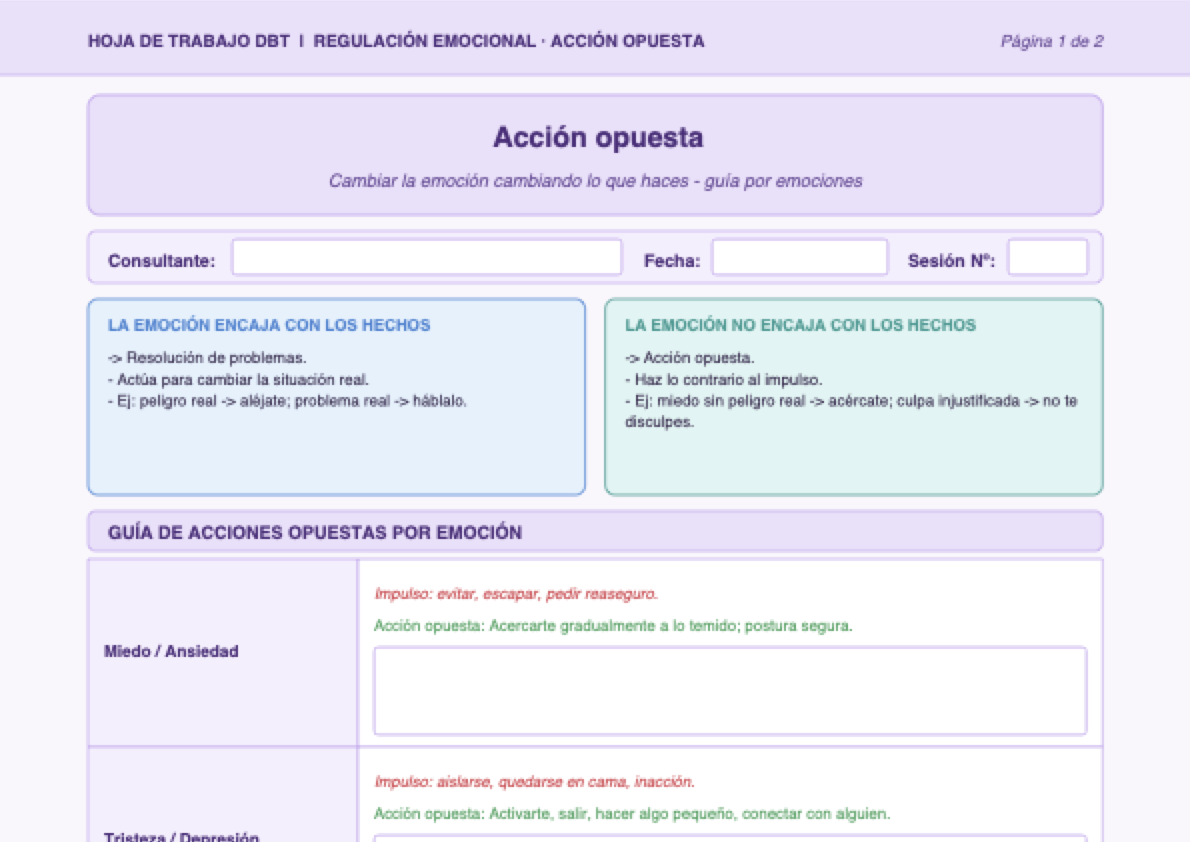 HOJA DE TRABAJO DBT | REGULACIÓN EMOCIONAL · ACCIÓN OPUESTA
Página 1 de 2
Acción opuesta
Cambiar la emoción cambiando lo que haces - guía por emociones
Consultante:
Fecha:
Sesión Nº:
LA EMOCIÓN ENCAJA CON LOS HECHOS
-> Resolución de problemas.
- Actúa para cambiar la situación real.
- Ej: peligro real -> aléjate; problema real -> háblalo.
LA EMOCIÓN NO ENCAJA CON LOS HECHOS
-> Acción opuesta.
- Haz lo contrario al impulso.
- Ej: miedo sin peligro real -> acércate; culpa injustificada -> no te
disculpes.
GUÍA DE ACCIONES OPUESTAS POR EMOCIÓN
Miedo / Ansiedad
Impulso: evitar, escapar, pedir reaseguro.
Acción opuesta: Acercarte gradualmente a lo temido; postura segura.
Tristeza / Depresión
Impulso: aislarse, quedarse en cama, inacción.
Acción opuesta: Activarte, salir, hacer algo pequeño, conectar con alguien.